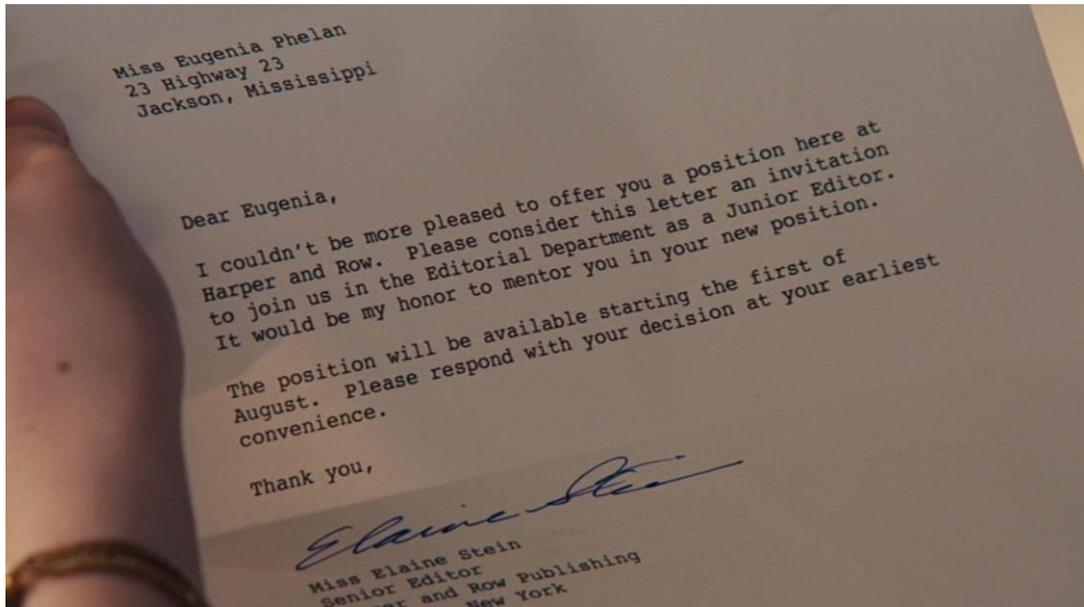 Miss Eugenia Phelan
23 Highway 23
Jackson, Mississippi
Dear Eugenia,
I couldn't be more pleased to offer you a position here at
Harper and Row. Please consider this letter an invitation
to join us in the Editorial Department as a Junior Editor.
It would be my honor to mentor you in your new position.
The position will be available starting the first of
August. Please respond with your decision at your earliest
convenience.
Thank you,
Elaine Stein
Miss Elaine Stein
Senior Editor
and Row Publishing
New York